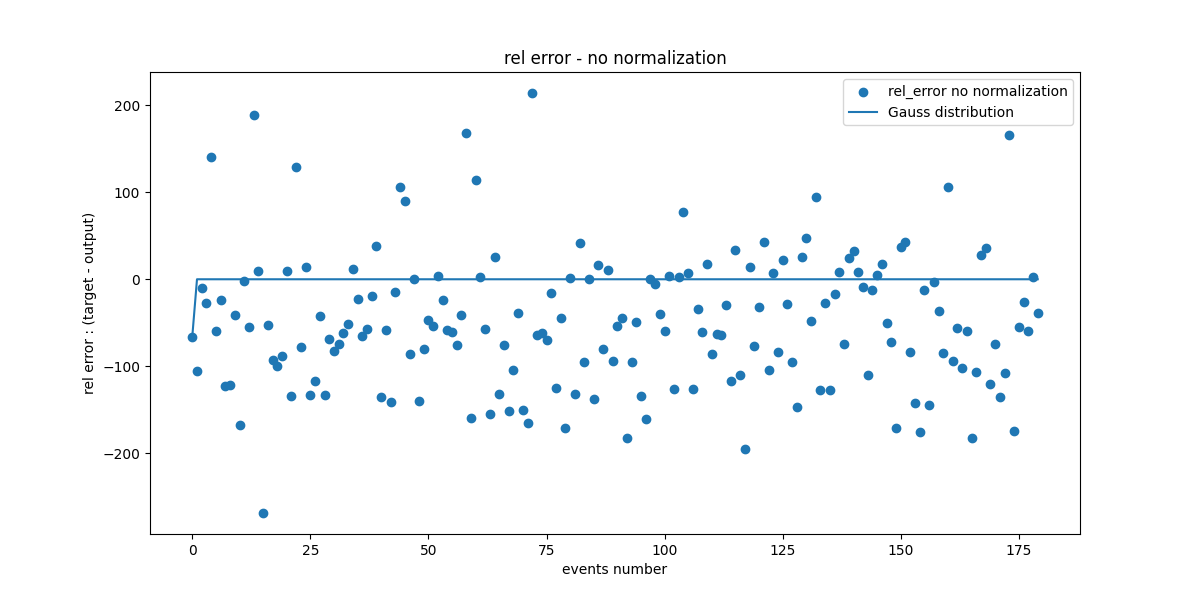 rel error - no normalization
rel_error no normalization
Gauss distribution
rel error : (target - output)
200
100
0
−100
−200
0
25
50
75
100
125
150
175
events number